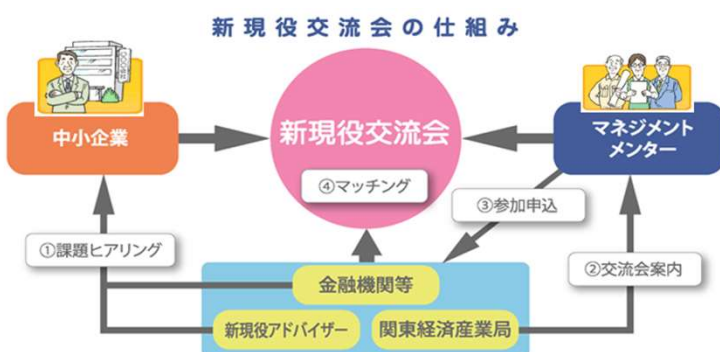 新現役交流会の仕組み
中小企業
新現役交流会
マネジメント
メンター
④マッチング
③参加申込
①課題ヒアリング
②交流会案内
金融機関等
新現役アドバイザー
関東経済産業局